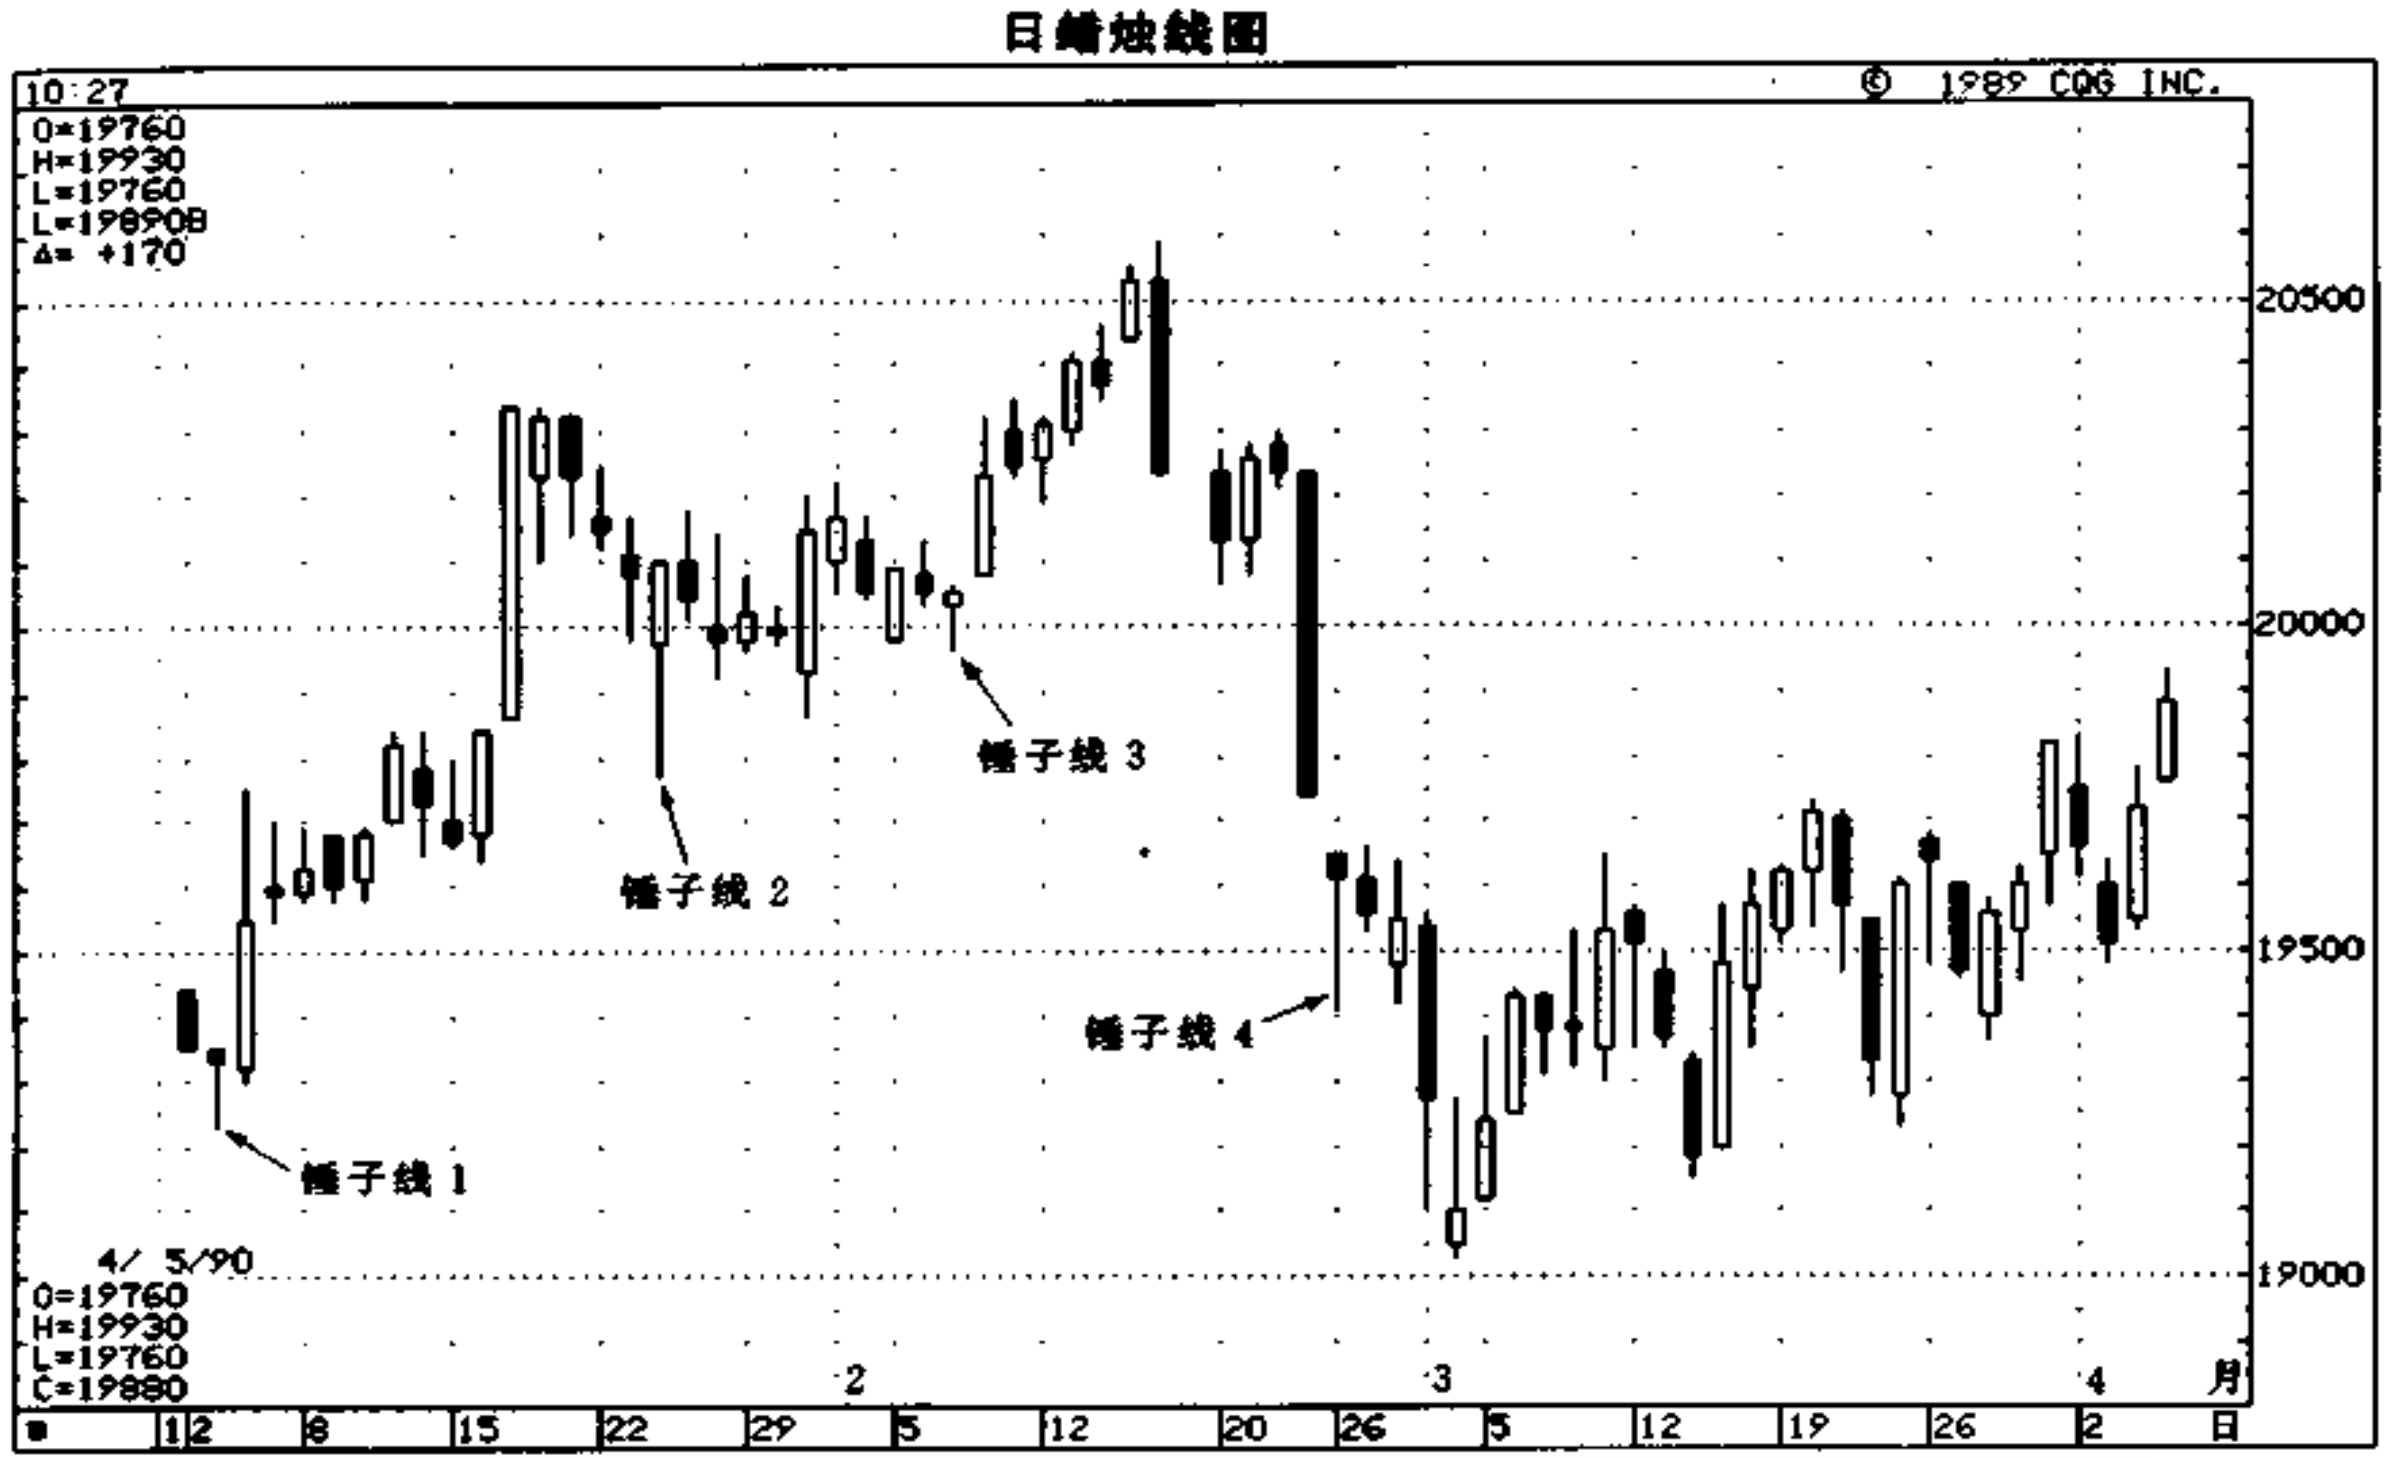 日蜡烛线图
10:27
© 1989 CQG INC.
O=19760
H=19930
L=19760
L=19890B
Δ= +170
20500
20000
锤子线 3
锤子线 2
19500
锤子线 4
锤子线 1
4/ 5/90
19000
O=19760
H=19930
L=19760
C=19880
2 3 4 月
12 8 15 22 29 5 12 20 26 5 12 19 26 2 日